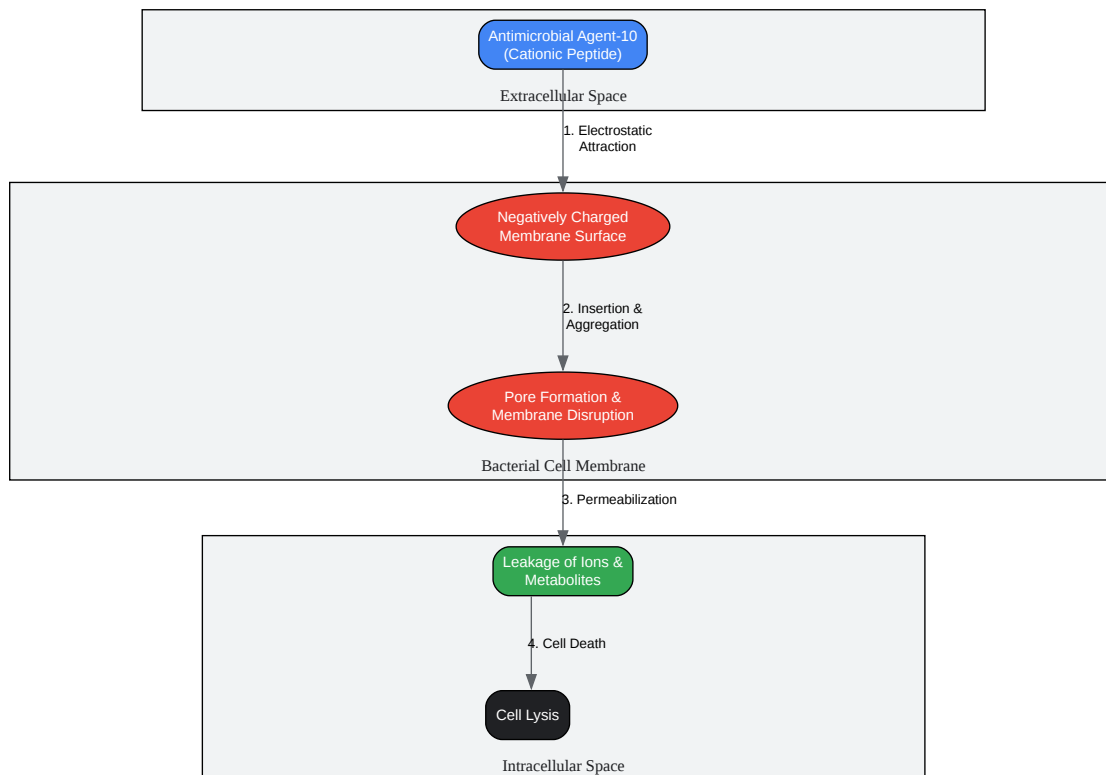 Antimicrobial Agent-10
(Cationic Peptide)
Extracellular Space
1. Electrostatic
Attraction
Negatively Charged
Membrane Surface
2. Insertion &
Aggregation
Pore Formation &
Membrane Disruption
Bacterial Cell Membrane
3. Permeabilization
Leakage of Ions &
Metabolites
4. Cell Death
Cell Lysis
Intracellular Space